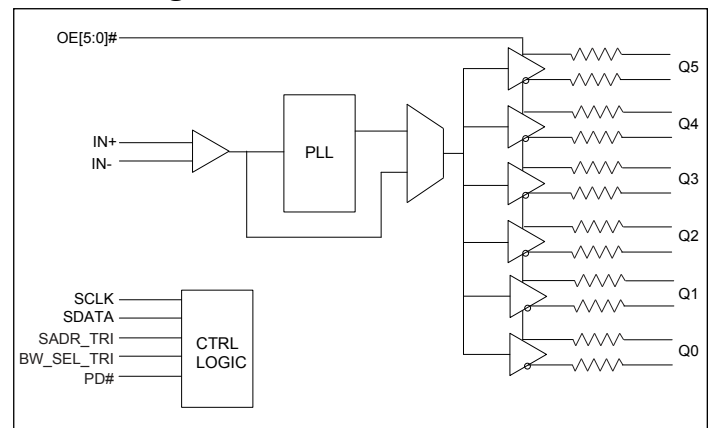 OE[5:0]#
Q5
Q4
IN+
PLL
IN-
Q3
Q2
Q1
SCLK
SDATA
SADR_TRI
CTRL
LOGIC
BW_SEL_TRI
PD#
Q0